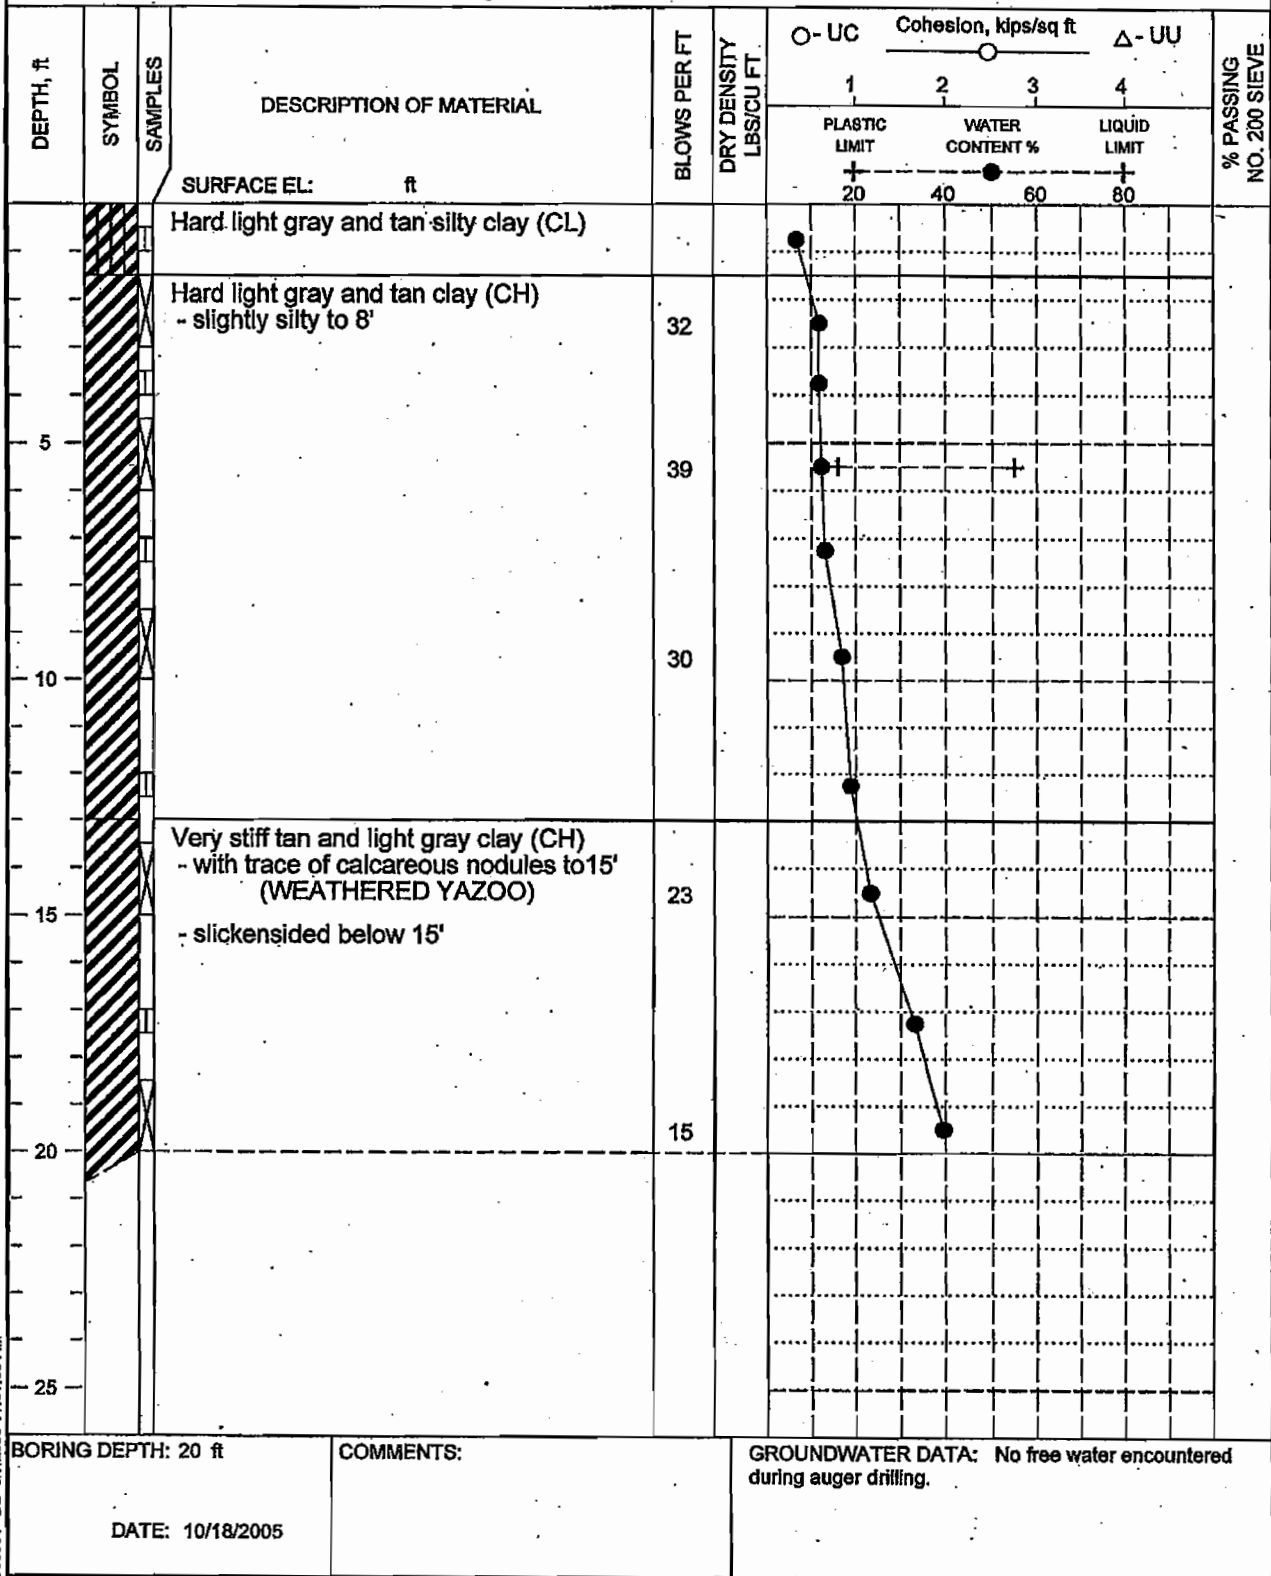 DEPTH, ft
SYMBOL
SAMPLES
DESCRIPTION OF MATERIAL
SURFACE EL: ft
BLOWS PER FT
DRY DENSITY
LBS/CU FT
O- UC Cohesion, kips/sq ft △- UU
1 2 3 4
PLASTIC WATER LIQUID
LIMIT CONTENT % LIMIT
20 40 60 80
% PASSING
NO. 200 SIEVE
Hard light gray and tan silty clay (CL)
Hard light gray and tan clay (CH)
- slightly silty to 8'
32
5
39
30
10
Very stiff tan and light gray clay (CH)
- with trace of calcareous nodules to15'
(WEATHERED YAZOO)
23
15
- slickensided below 15'
15
20
25
BORING DEPTH: 20 ft
DATE: 10/18/2005
COMMENTS:
GROUNDWATER DATA: No free water encountered
during auger drilling.